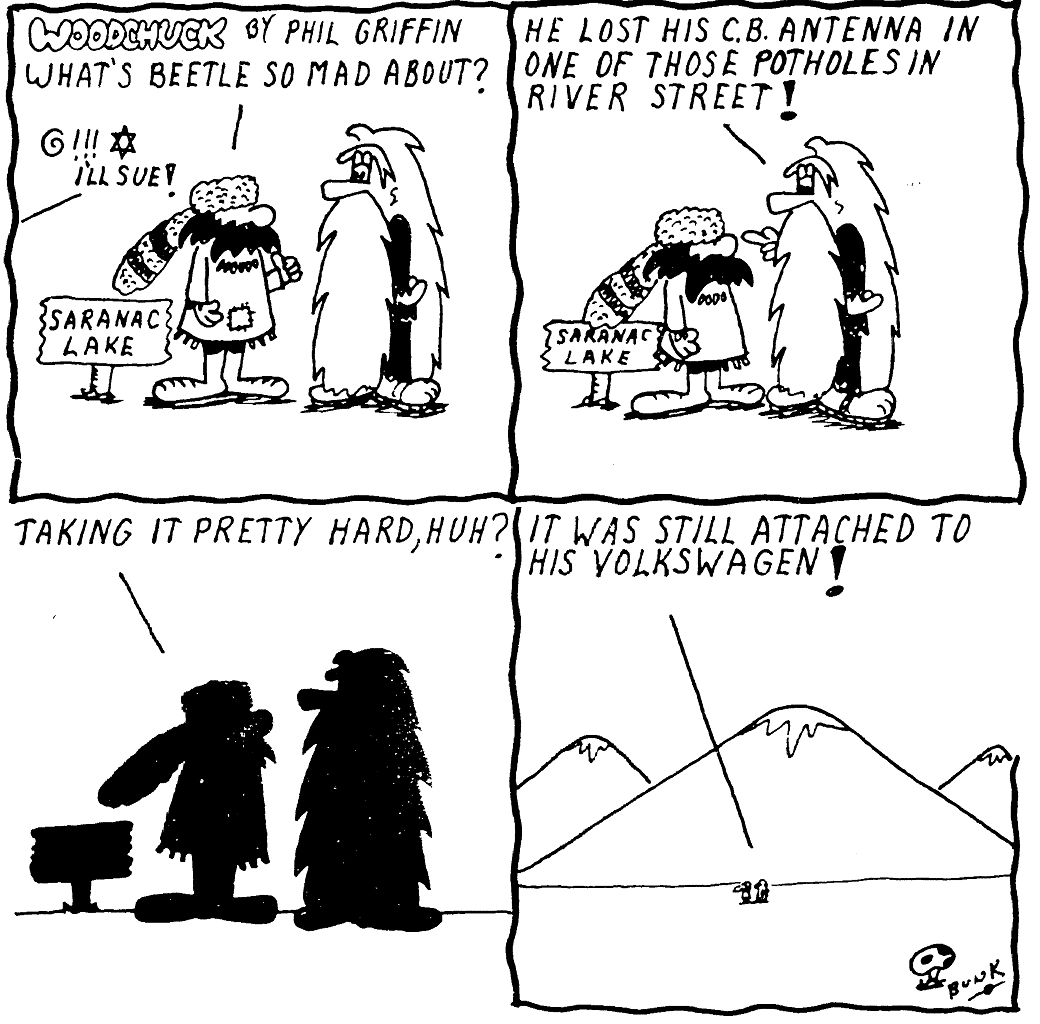 WOODCHUCK BY PHIL GRIFFIN
WHAT'S BEETLE SO MAD ABOUT?
@!!!✡
I'LL SUE!
SARANAC
LAKE
HE LOST HIS C.B. ANTENNA IN
ONE OF THOSE POTHOLES IN
RIVER STREET!
SARANAC
LAKE
TAKING IT PRETTY HARD, HUH?
IT WAS STILL ATTACHED TO
HIS VOLKSWAGEN!
BUNK